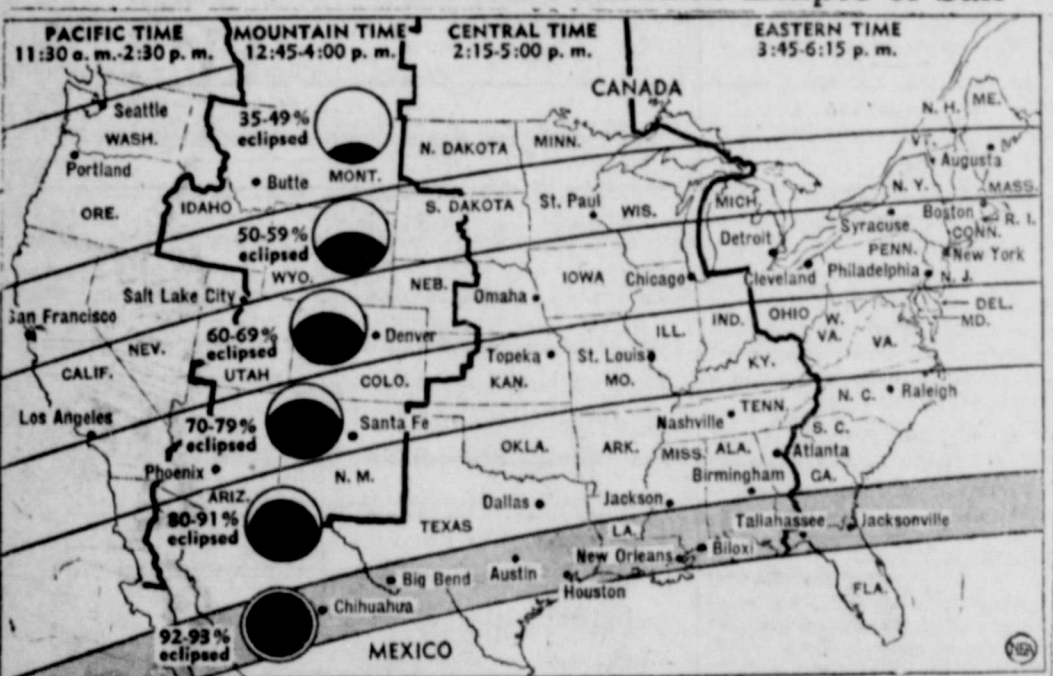 PACIFIC TIME
11:30 a. m.-2:30 p. m.
MOUNTAIN TIME
12:45-4:00 p. m.
CENTRAL TIME
2:15-5:00 p. m.
EASTERN TIME
3:45-6:15 p. m.
CANADA
Seattle
WASH.
Portland
ORE.
IDAHO
35-49%
eclipsed
MONT.
Butte
N. DAKOTA
MINN.
N. H.
ME.
VT.
Augusta
N. Y.
MASS.
S. DAKOTA
St. Paul
WIS.
MICH.
Boston
R. I.
Syracuse
CONN.
50-59%
eclipsed
WYO.
Detroit
PENN.
New York
NEB.
IOWA
Chicago
Cleveland
Philadelphia
N. J.
Salt Lake City
Omaha
San Francisco
DEL.
MD.
NEV.
60-69%
eclipsed
UTAH
Denver
ILL.
IND.
OHIO
W.
VA.
VA.
CALIF.
COLO.
Topeka
KAN.
St. Louis
MO.
KY.
Los Angeles
70-79%
eclipsed
Santa Fe
Nashville
TENN.
N. C.
Raleigh
S. C.
Phoenix
ARIZ.
N. M.
OKLA.
ARK.
MISS.
ALA.
Atlanta
GA.
Birmingham
80-91%
eclipsed
TEXAS
Dallas
Jackson
LA.
Tallahassee
Jacksonville
New Orleans
Biloxi
Big Bend
Austin
Houston
FLA.
Chihuahua
92-93%
eclipsed
MEXICO
NEA